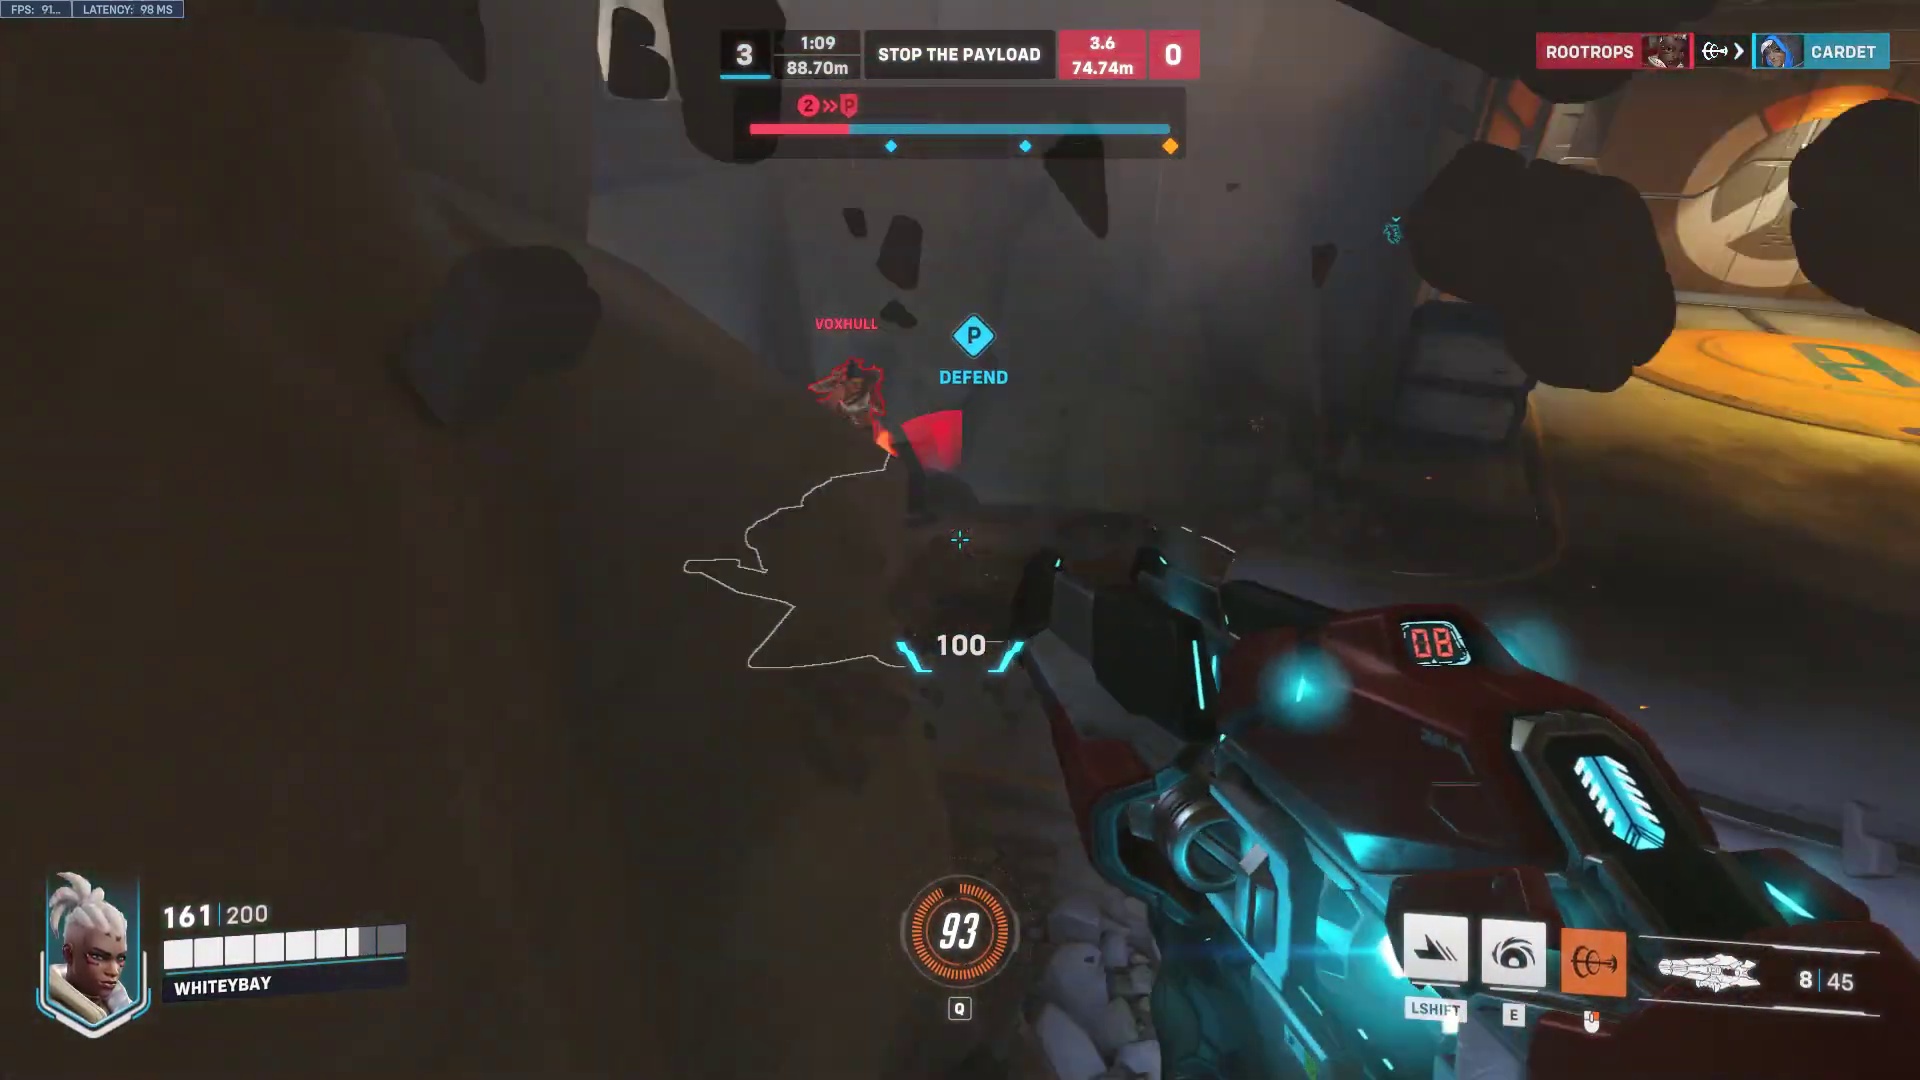 FPS: 91... LATENCY: 98 MS
3 1:09 88.70m STOP THE PAYLOAD 3.6 74.74m 0
2 P
ROOTROPS CARDET
VOXHULL
P
DEFEND
A
100
08
161 | 200
WHITEYBAY
93
Q
LSHIFT E
8 | 45